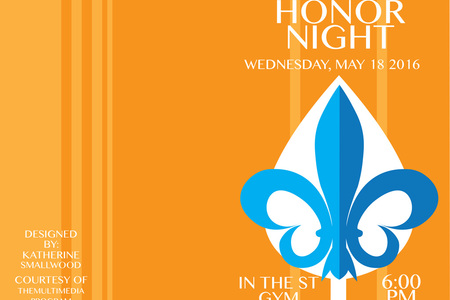 HONOR
NIGHT
WEDNESDAY, MAY 18 2016
IN THE ST
GYM
6:00
PM
DESIGNED
BY:
KATHERINE
SMALLWOOD
COURTESY OF
THEMULTIMEDIA
PROGRAM